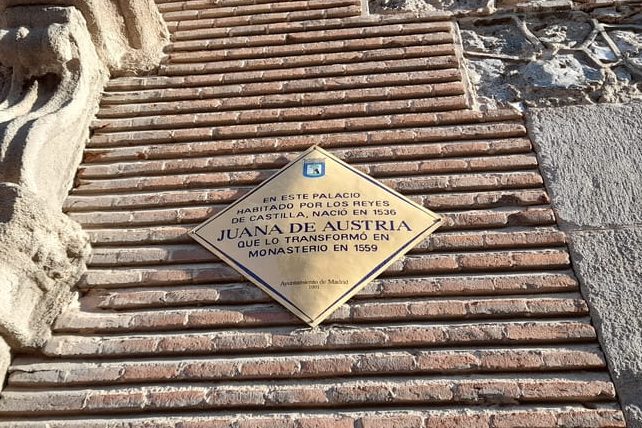 EN ESTE PALACIO
HABITADO POR LOS REYES
DE CASTILLA, NACIÓ EN 1536
JUANA DE AUSTRIA
QUE LO TRANSFORMÓ EN
MONASTERIO EN 1559
Ayuntamiento de Madrid
1991